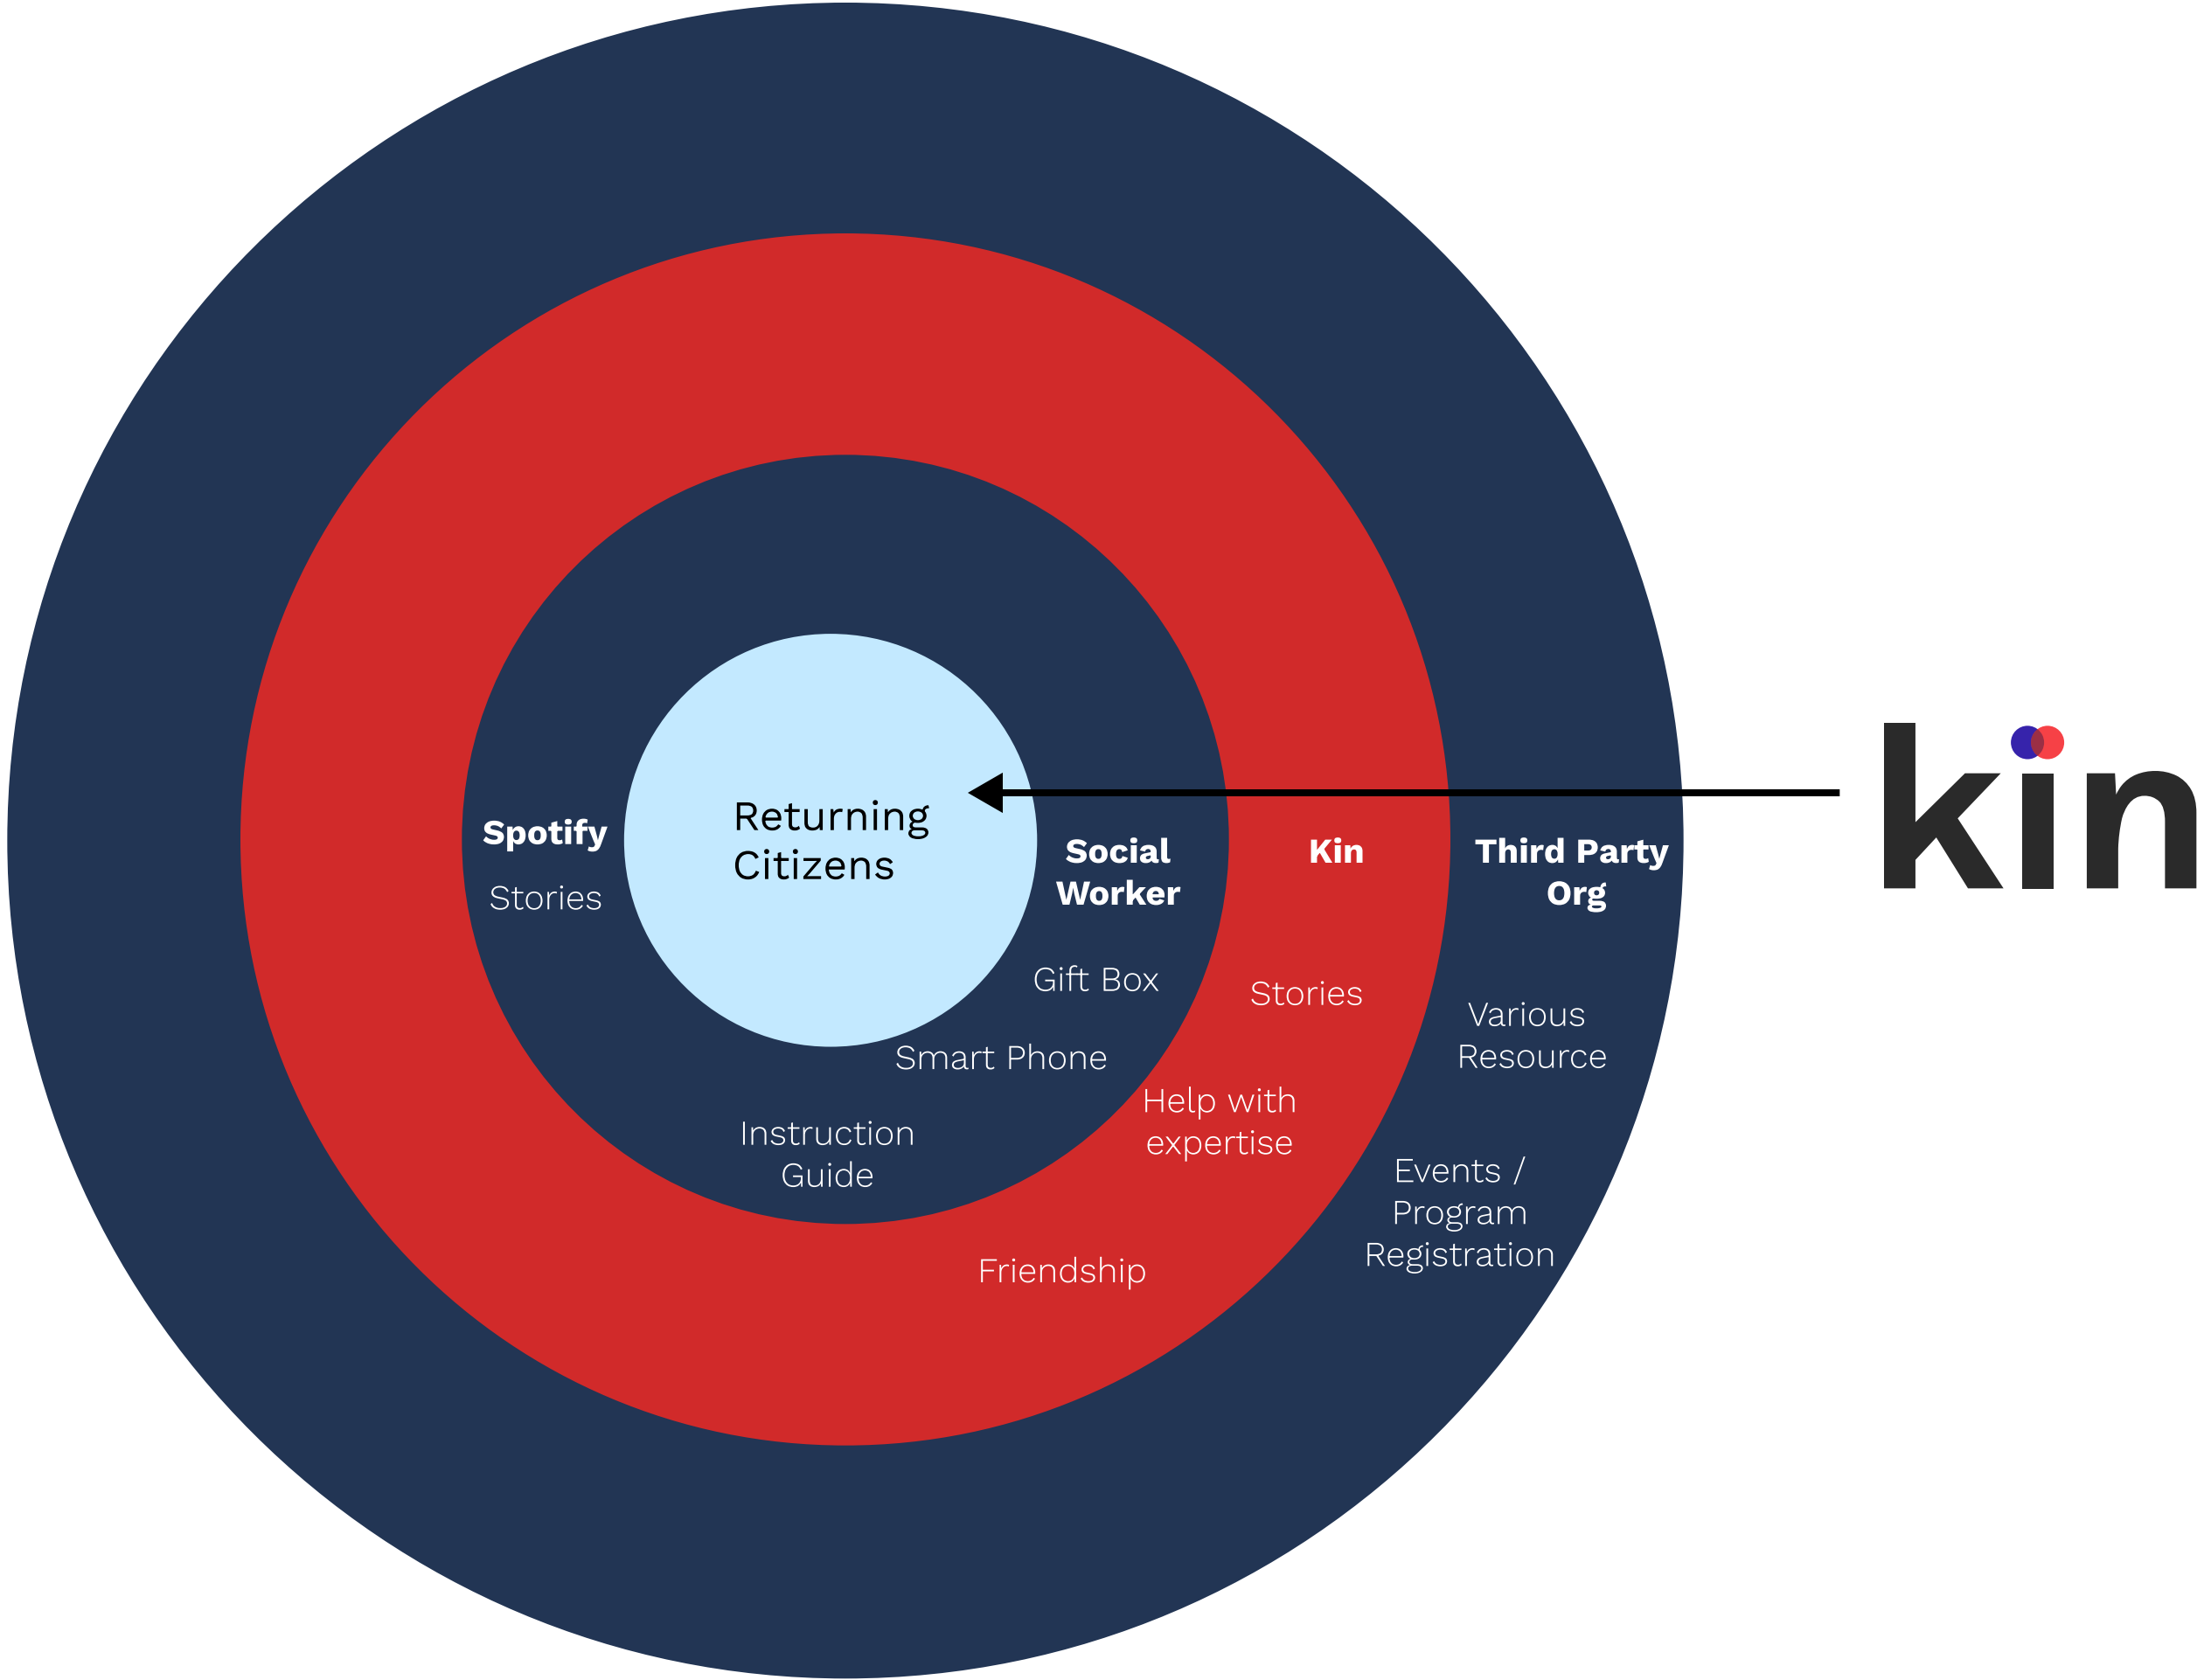 kin
Returning
Citizens
Spotify
Stories
Social
Worker
Gift Box
Smart Phone
Instruction
Guide
Kin
Stories
Help with
expertise
Friendship
Third Party
Org
Various
Resource
Events /
Program
Registration